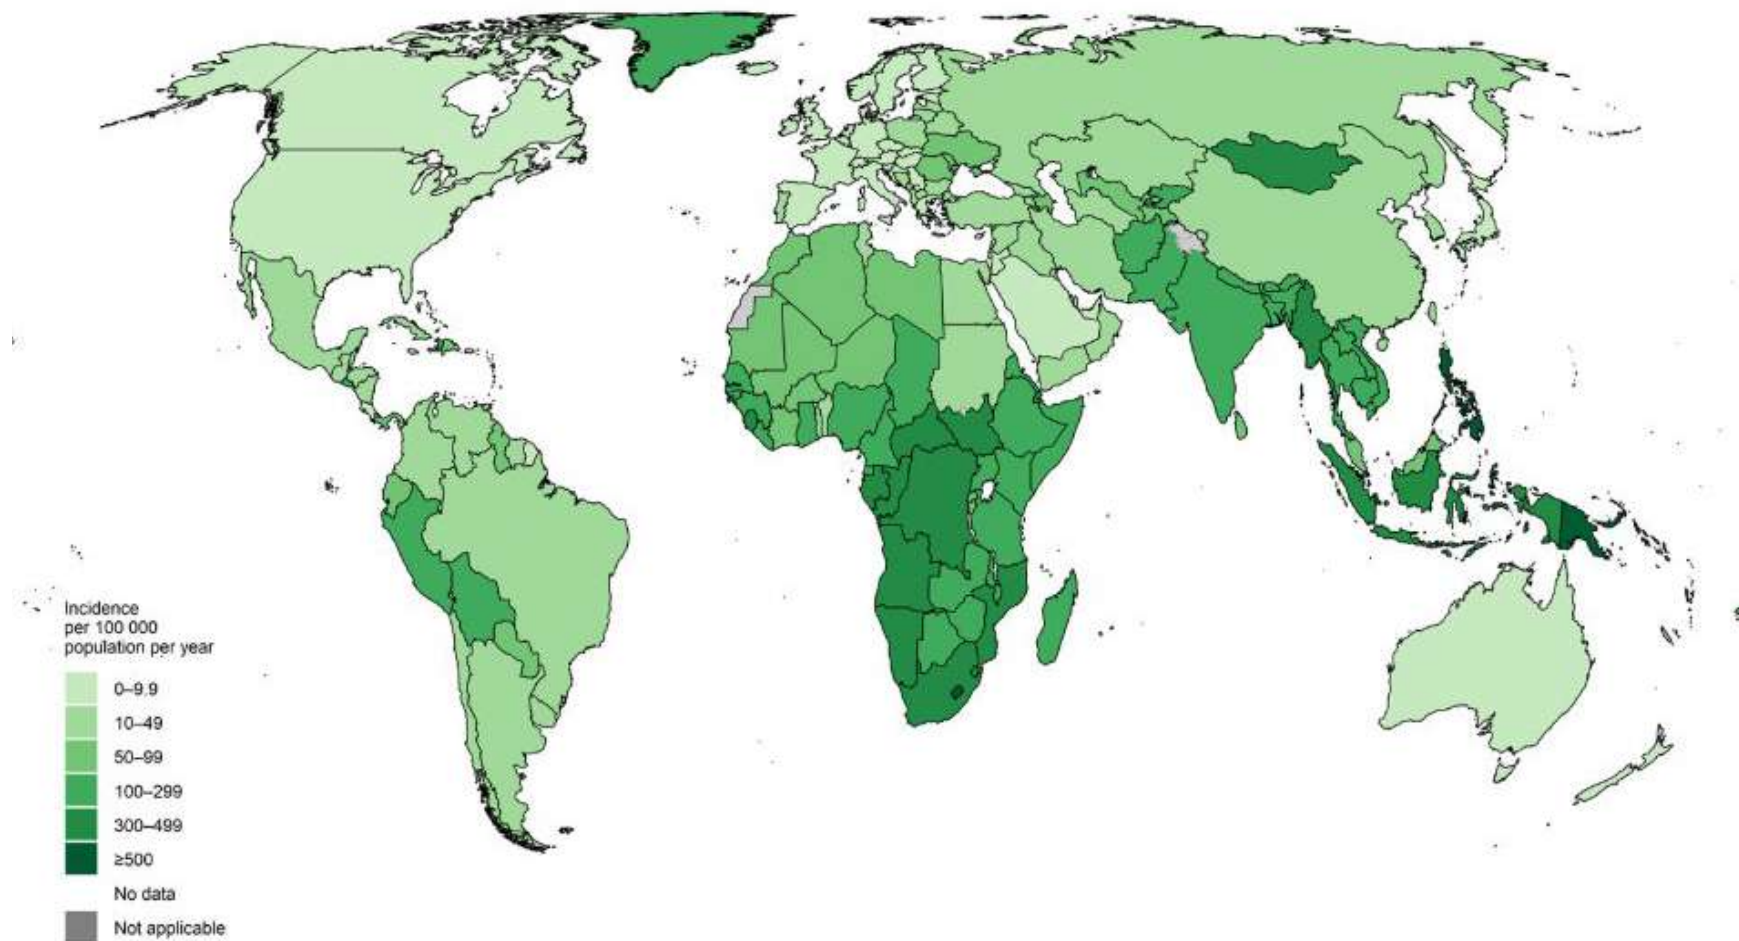 Incidence
per 100 000
population per year
0–9.9
10–49
50–99
100–299
300–499
≥500
No data
Not applicable